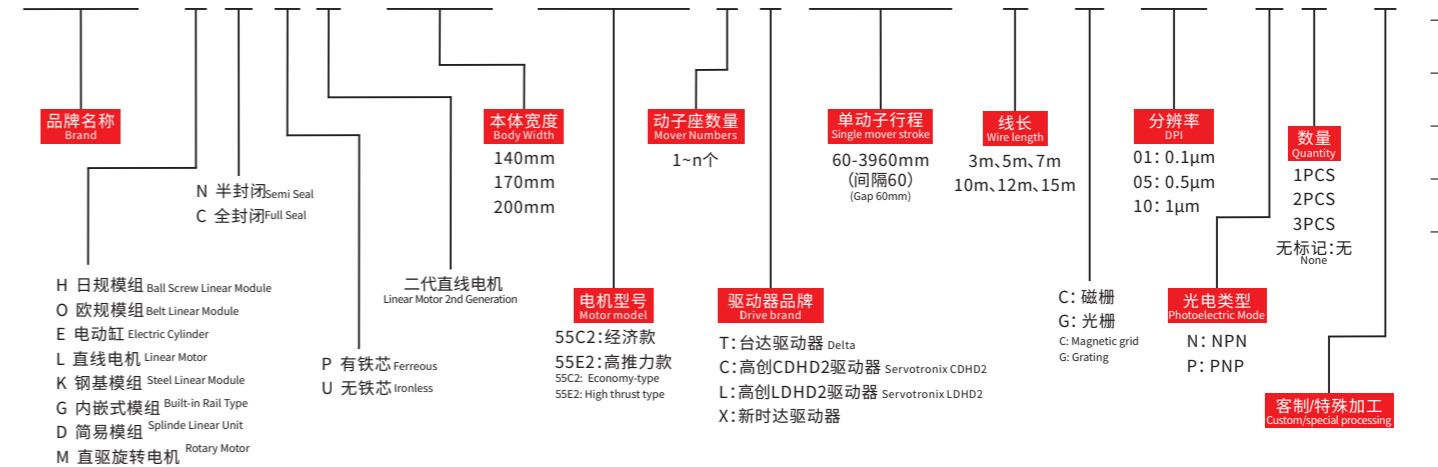 品牌名称
Brand
H 日规模组 Ball Screw Linear Module
O 欧规模组 Belt Linear Module
E 电动缸 Electric Cylinder
L 直线电机 Linear Motor
K 钢基模组 Steel Linear Module
G 内嵌式模组 Built-in Rail Type
D 简易模组 Splinde Linear Unit
M 直驱旋转电机 Rotary Motor
N 半封闭 Semi Seal
C 全封闭 Full Seal
P 有铁芯 Ferreous
U 无铁芯 Ironless
二代直线电机
Linear Motor 2nd Generation
本体宽度
Body Width
140mm
170mm
200mm
电机型号
Motor model
55C2：经济款
55E2：高推力款
55C2: Economy-type
55E2: High thrust type
动子座数量
Mover Numbers
1~n个
驱动器品牌
Drive brand
T：台达驱动器 Delta
C：高创CDHD2驱动器 Servotronix CDHD2
L：高创LDHD2驱动器 Servotronix LDHD2
X：新时达驱动器
单动子行程
Single mover stroke
60-3960mm
（间隔60）
(Gap 60mm)
线长
Wire length
3m、5m、7m
10m、12m、15m
C：磁栅
G：光栅
C: Magnetic grid
G: Grating
分辨率
DPI
01：0.1μm
05：0.5μm
10：1μm
光电类型
Photoelectric Mode
N：NPN
P：PNP
数量
Quantity
1PCS
2PCS
3PCS
无标记：无
None
客制/特殊加工
Custom/special processing